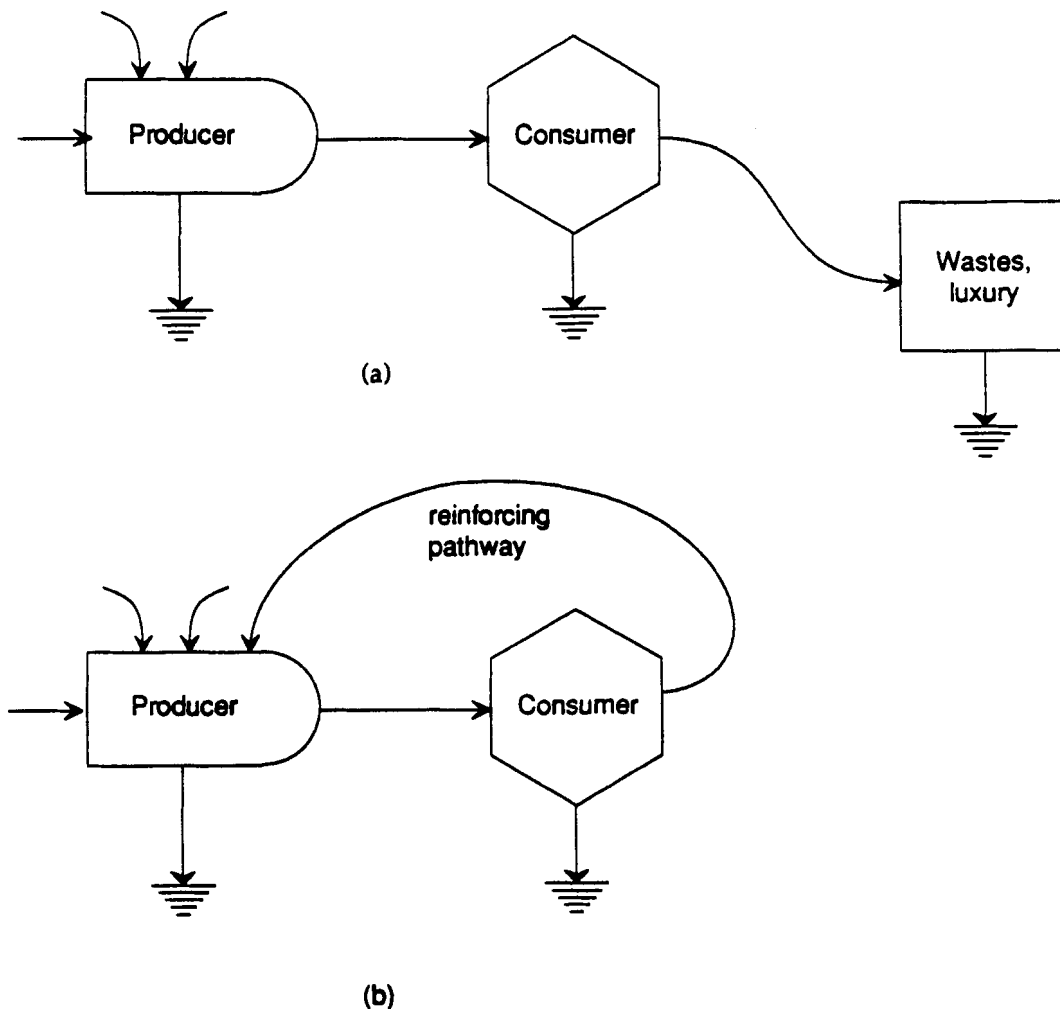 Producer
Consumer
Wastes,
luxury
(a)
reinforcing
pathway
Producer
Consumer
(b)